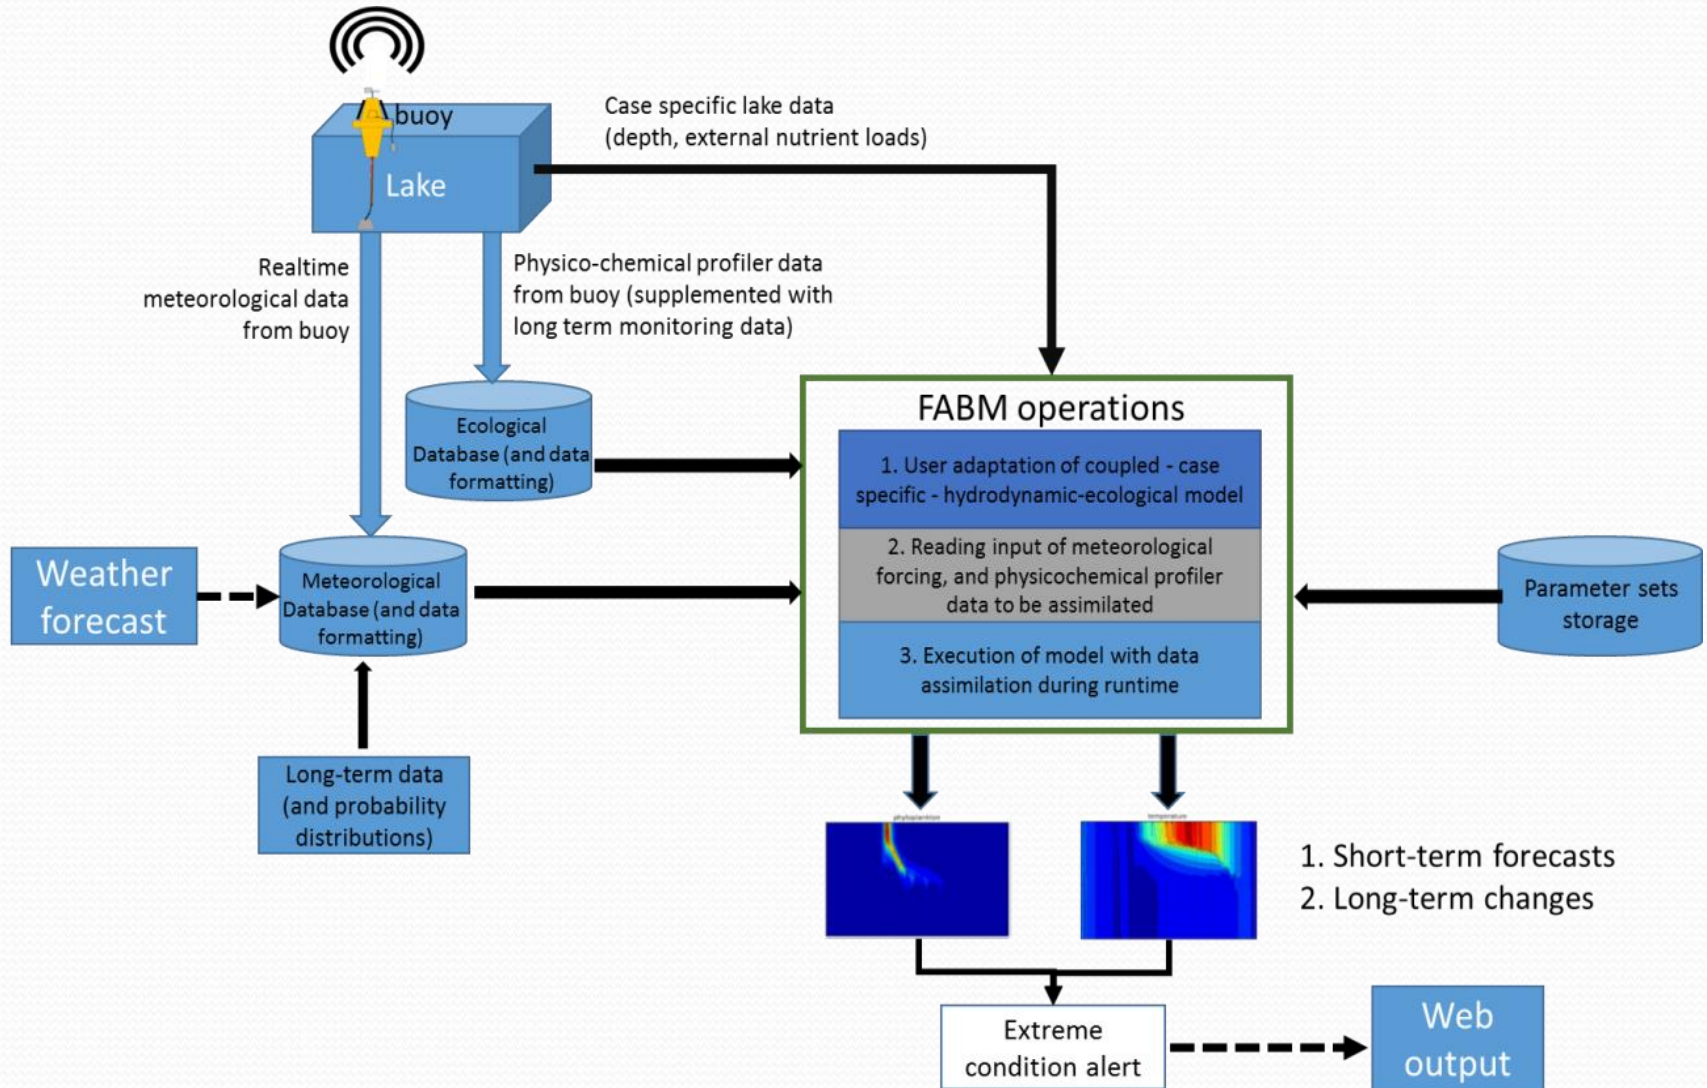 buoy
Lake
Case specific lake data
(depth, external nutrient loads)
Realtime
meteorological data
from buoy
Physico-chemical profiler data
from buoy (supplemented with
long term monitoring data)
Ecological
Database (and data
formatting)
FABM operations
1. User adaptation of coupled - case
specific - hydrodynamic-ecological model
2. Reading input of meteorological
forcing, and physicochemical profiler
data to be assimilated
3. Execution of model with data
assimilation during runtime
Weather
forecast
Meteorological
Database (and data
formatting)
Parameter sets
storage
Long-term data
(and probability
distributions)
phytoplankton
temperature
1. Short-term forecasts
2. Long-term changes
Extreme
condition alert
Web
output